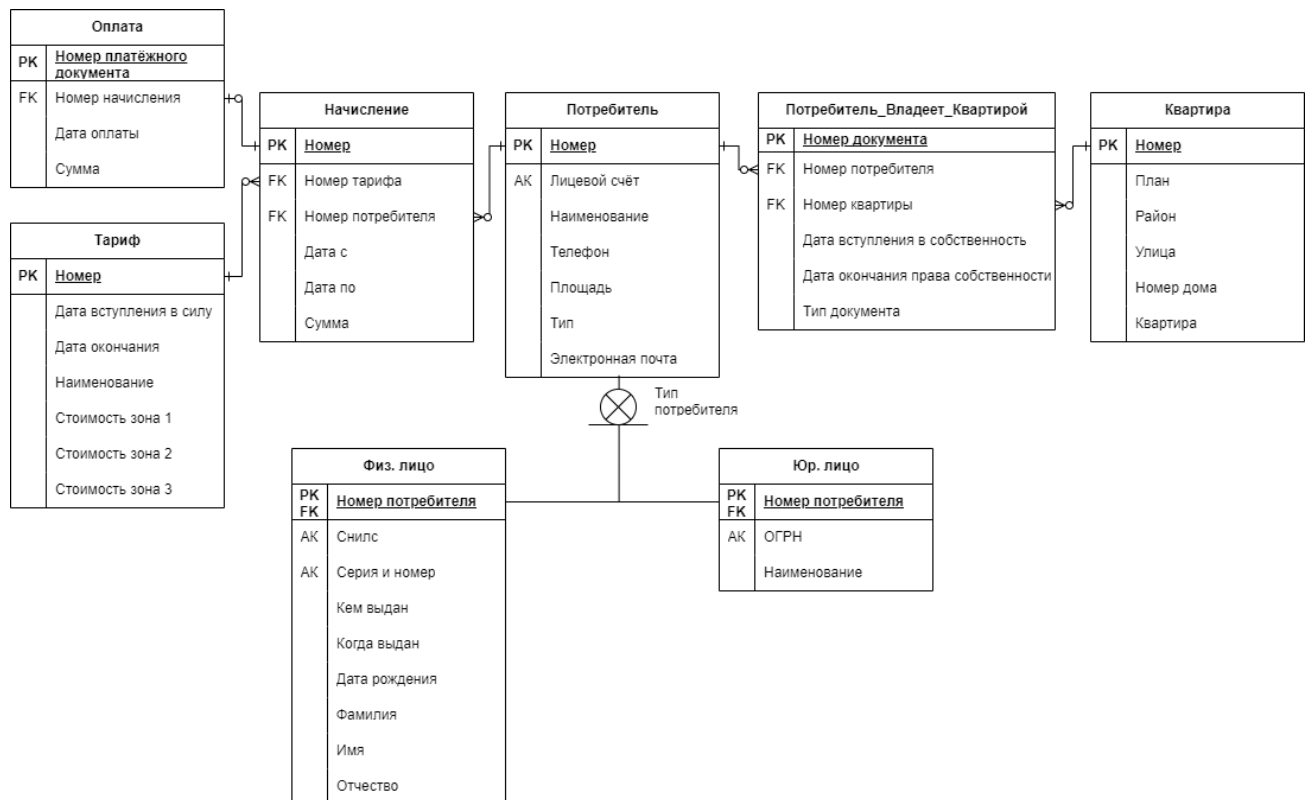 Оплата
PK Номер платёжного
документа
FK Номер начисления
Дата оплаты
Сумма
Тариф
PK Номер
Дата вступления в силу
Дата окончания
Наименование
Стоимость зона 1
Стоимость зона 2
Стоимость зона 3
Начисление
PK Номер
FK Номер тарифа
FK Номер потребителя
Дата с
Дата по
Сумма
Потребитель
PK Номер
АК Лицевой счёт
Наименование
Телефон
Площадь
Тип
Электронная почта
Потребитель_Владеет_Квартирой
PK Номер документа
FK Номер потребителя
FK Номер квартиры
Дата вступления в собственность
Дата окончания права собственности
Тип документа
Квартира
PK Номер
План
Район
Улица
Номер дома
Квартира
Тип
потребителя
Физ. лицо
PK
FK Номер потребителя
АК Снилс
АК Серия и номер
Кем выдан
Когда выдан
Дата рождения
Фамилия
Имя
Отчество
Юр. лицо
PK
FK Номер потребителя
АК ОГРН
Наименование